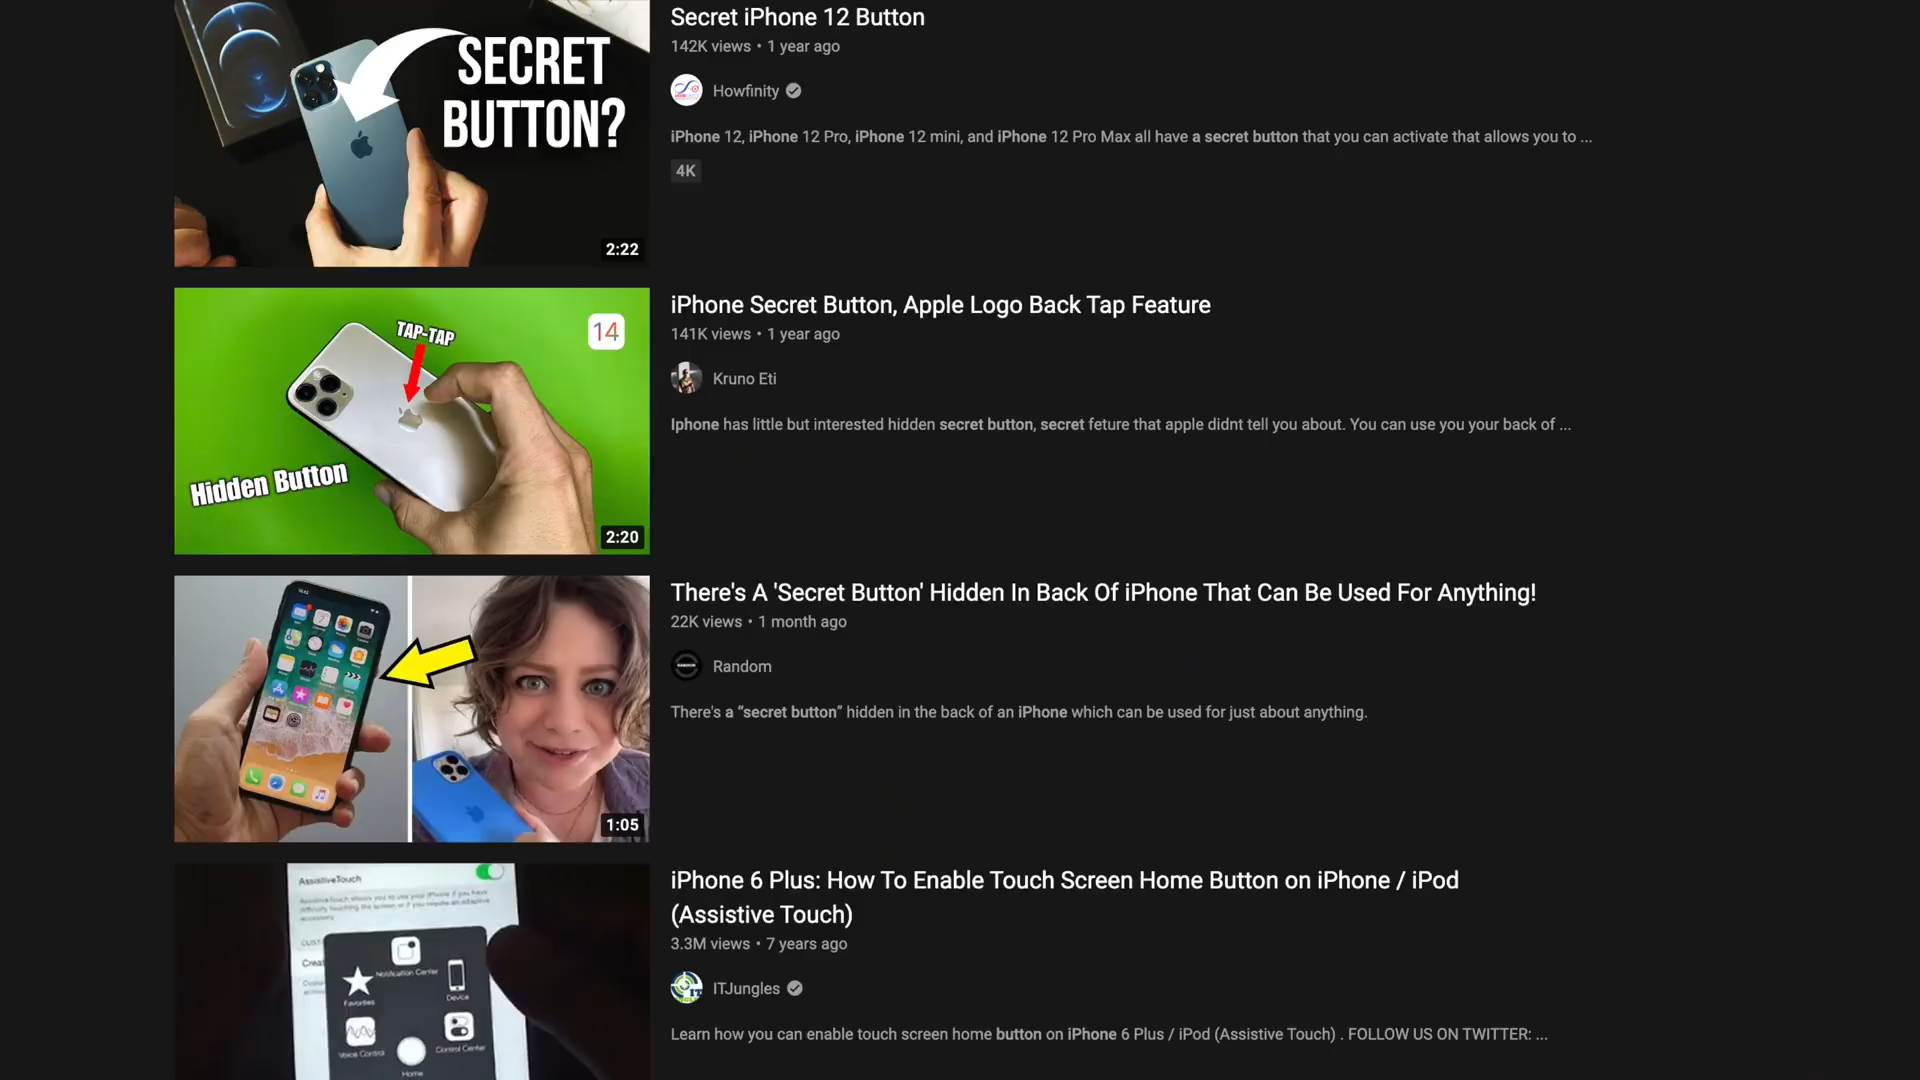 SECRET
BUTTON?
2:22
Secret iPhone 12 Button
142K views • 1 year ago
Howfinity
iPhone 12, iPhone 12 Pro, iPhone 12 mini, and iPhone 12 Pro Max all have a secret button that you can activate that allows you to ...
4K
TAP-TAP
14
Hidden Button
2:20
iPhone Secret Button, Apple Logo Back Tap Feature
141K views • 1 year ago
Kruno Eti
Iphone has little but interested hidden secret button, secret feture that apple didnt tell you about. You can use you your back of ...
1:05
There's A 'Secret Button' Hidden In Back Of iPhone That Can Be Used For Anything!
22K views • 1 month ago
Random
There's a “secret button” hidden in the back of an iPhone which can be used for just about anything.
AssistiveTouch
Notification Center
Favorites
Device
Voice Control
Control Center
Home
iPhone 6 Plus: How To Enable Touch Screen Home Button on iPhone / iPod
(Assistive Touch)
3.3M views • 7 years ago
ITJungles
Learn how you can enable touch screen home button on iPhone 6 Plus / iPod (Assistive Touch) . FOLLOW US ON TWITTER: ...